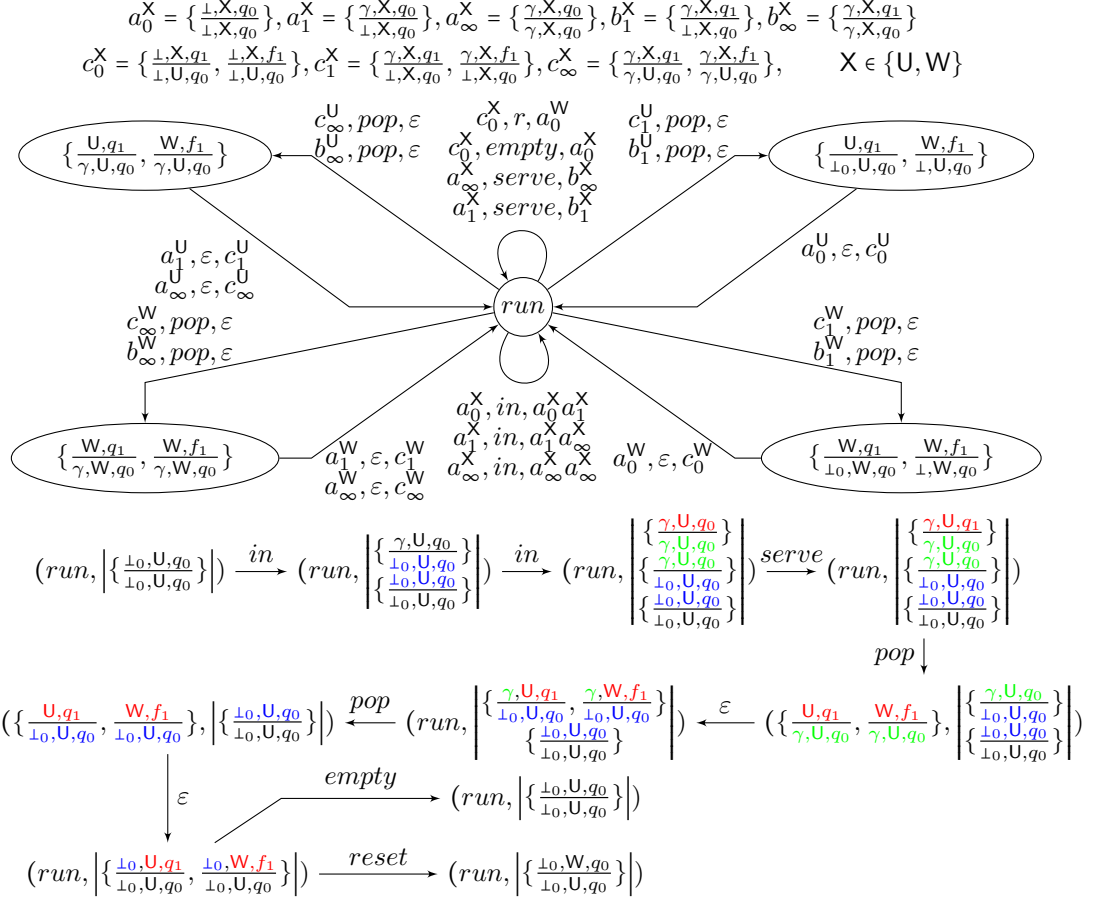 a_0^X = {⊥,X,q_0/⊥,X,q_0}, a_1^X = {γ,X,q_0/⊥,X,q_0}, a_∞^X = {γ,X,q_0/γ,X,q_0}, b_1^X = {γ,X,q_1/⊥,X,q_0}, b_∞^X = {γ,X,q_1/γ,X,q_0}
c_0^X = {⊥,X,q_1/⊥,U,q_0, ⊥,X,f_1/⊥,U,q_0}, c_1^X = {γ,X,q_1/⊥,X,q_0, γ,X,f_1/⊥,X,q_0}, c_∞^X = {γ,X,q_1/γ,U,q_0, γ,X,f_1/γ,U,q_0}, X ∈ {U, W}
c_∞^U, pop, ε
b_∞^U, pop, ε
c_0^X, r, a_0^W
c_0^X, empty, a_0^X
a_∞^X, serve, b_∞^X
a_1^X, serve, b_1^X
c_1^U, pop, ε
b_1^U, pop, ε
{U,q_1/γ,U,q_0, W,f_1/γ,U,q_0}
{U,q_1/⊥_0,U,q_0, W,f_1/⊥,U,q_0}
a_1^U, ε, c_1^U
a_∞^U, ε, c_∞^U
a_0^U, ε, c_0^U
run
c_∞^W, pop, ε
b_∞^W, pop, ε
c_1^W, pop, ε
b_1^W, pop, ε
a_0^X, in, a_0^X a_1^X
a_1^X, in, a_1^X a_∞^X
a_∞^X, in, a_∞^X a_∞^X
{W,q_1/γ,W,q_0, W,f_1/γ,W,q_0}
a_1^W, ε, c_1^W
a_∞^W, ε, c_∞^W
a_0^W, ε, c_0^W
{W,q_1/⊥_0,W,q_0, W,f_1/⊥,W,q_0}
(run, |{⊥_0,U,q_0/⊥_0,U,q_0}|) in (run, |{γ,U,q_0/⊥_0,U,q_0} {⊥_0,U,q_0/⊥_0,U,q_0}|) in (run, |{γ,U,q_0/γ,U,q_0} {γ,U,q_0/⊥_0,U,q_0} {⊥_0,U,q_0/⊥_0,U,q_0}|) serve (run, |{γ,U,q_1/γ,U,q_0} {γ,U,q_0/⊥_0,U,q_0} {⊥_0,U,q_0/⊥_0,U,q_0}|)
pop
({U,q_1/⊥_0,U,q_0, W,f_1/⊥_0,U,q_0}, |{⊥_0,U,q_0/⊥_0,U,q_0}|) pop (run, |{γ,U,q_1/⊥_0,U,q_0, γ,W,f_1/⊥_0,U,q_0} {⊥_0,U,q_0/⊥_0,U,q_0}|) ε ({U,q_1/γ,U,q_0, W,f_1/γ,U,q_0}, |{γ,U,q_0/⊥_0,U,q_0} {⊥_0,U,q_0/⊥_0,U,q_0}|)
ε
empty (run, |{⊥_0,U,q_0/⊥_0,U,q_0}|)
(run, |{⊥_0,U,q_1/⊥_0,U,q_0, ⊥_0,W,f_1/⊥_0,U,q_0}|) reset (run, |{⊥_0,W,q_0/⊥_0,U,q_0}|)